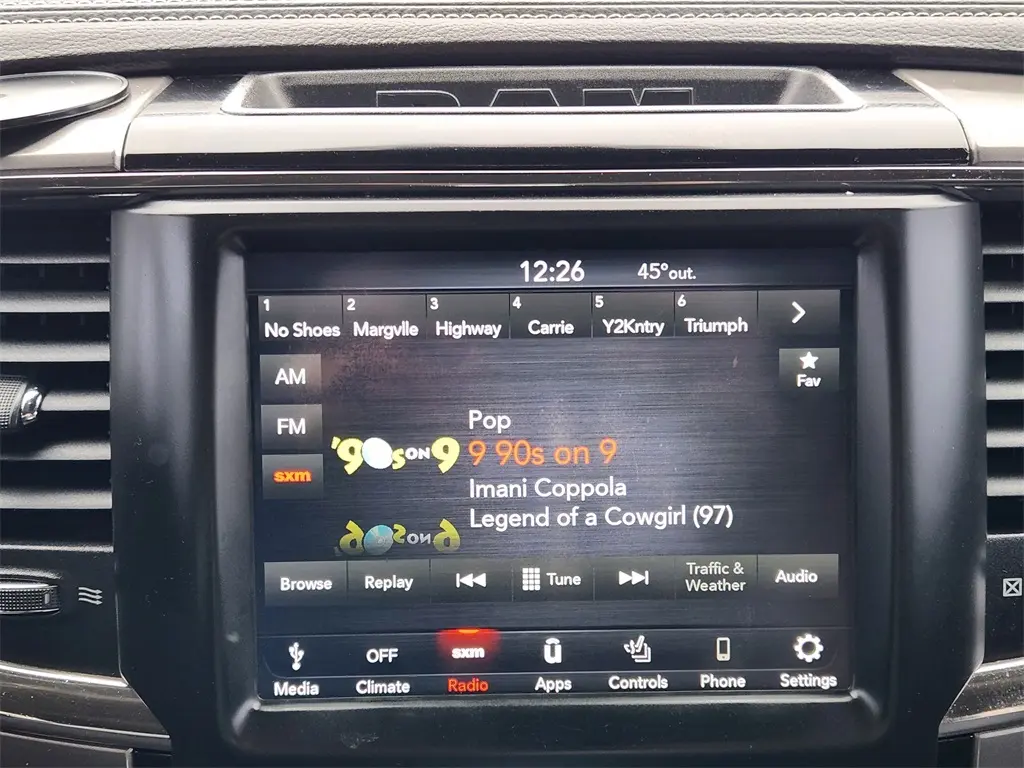 RAM
12:26 45° out.
1 2 3 4 5 6
No Shoes Margvlle Highway Carrie Y2Kntry Triumph
AM
Fav
FM
Pop
'90s ON 9 9 90s on 9
sxm
Imani Coppola
Legend of a Cowgirl (97)
Browse Replay Tune Traffic & Weather Audio
OFF sxm
Media Climate Radio Apps Controls Phone Settings